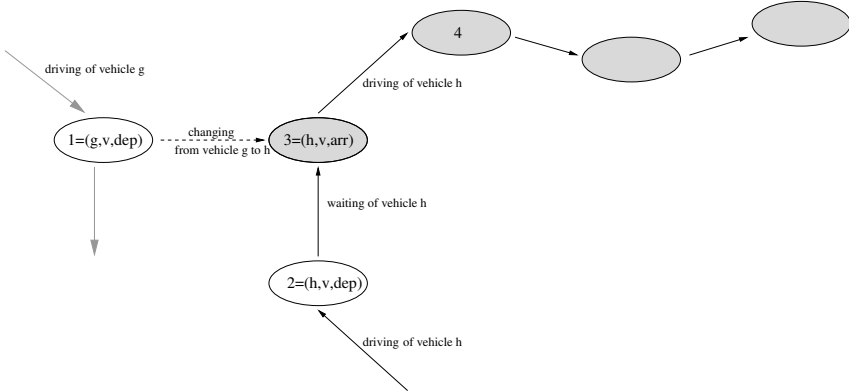 4
driving of vehicle g
driving of vehicle h
1=(g,v,dep)
changing
from vehicle g to h
3=(h,v,arr)
waiting of vehicle h
2=(h,v,dep)
driving of vehicle h